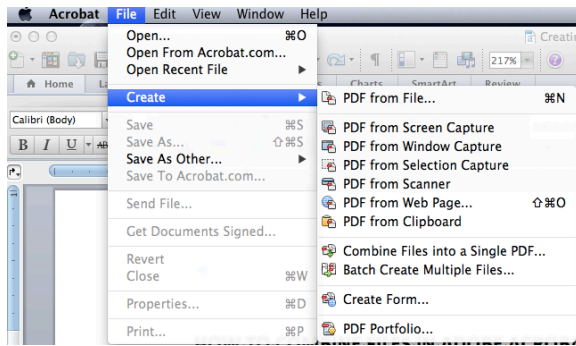 Acrobat File Edit View Window Help
Open... ⌘O
Open From Acrobat.com...
Open Recent File
Create
Save ⌘S
Save As... ⇧⌘S
Save As Other...
Save To Acrobat.com...
Send File...
Get Documents Signed...
Revert
Close ⌘W
Properties... ⌘D
Print... ⌘P
PDF from File... ⌘N
PDF from Screen Capture
PDF from Window Capture
PDF from Selection Capture
PDF from Scanner
PDF from Web Page... ⇧⌘O
PDF from Clipboard
Combine Files into a Single PDF...
Batch Create Multiple Files...
Create Form...
PDF Portfolio...
217%
Home
Charts SmartArt Review
Calibri (Body)
B I U